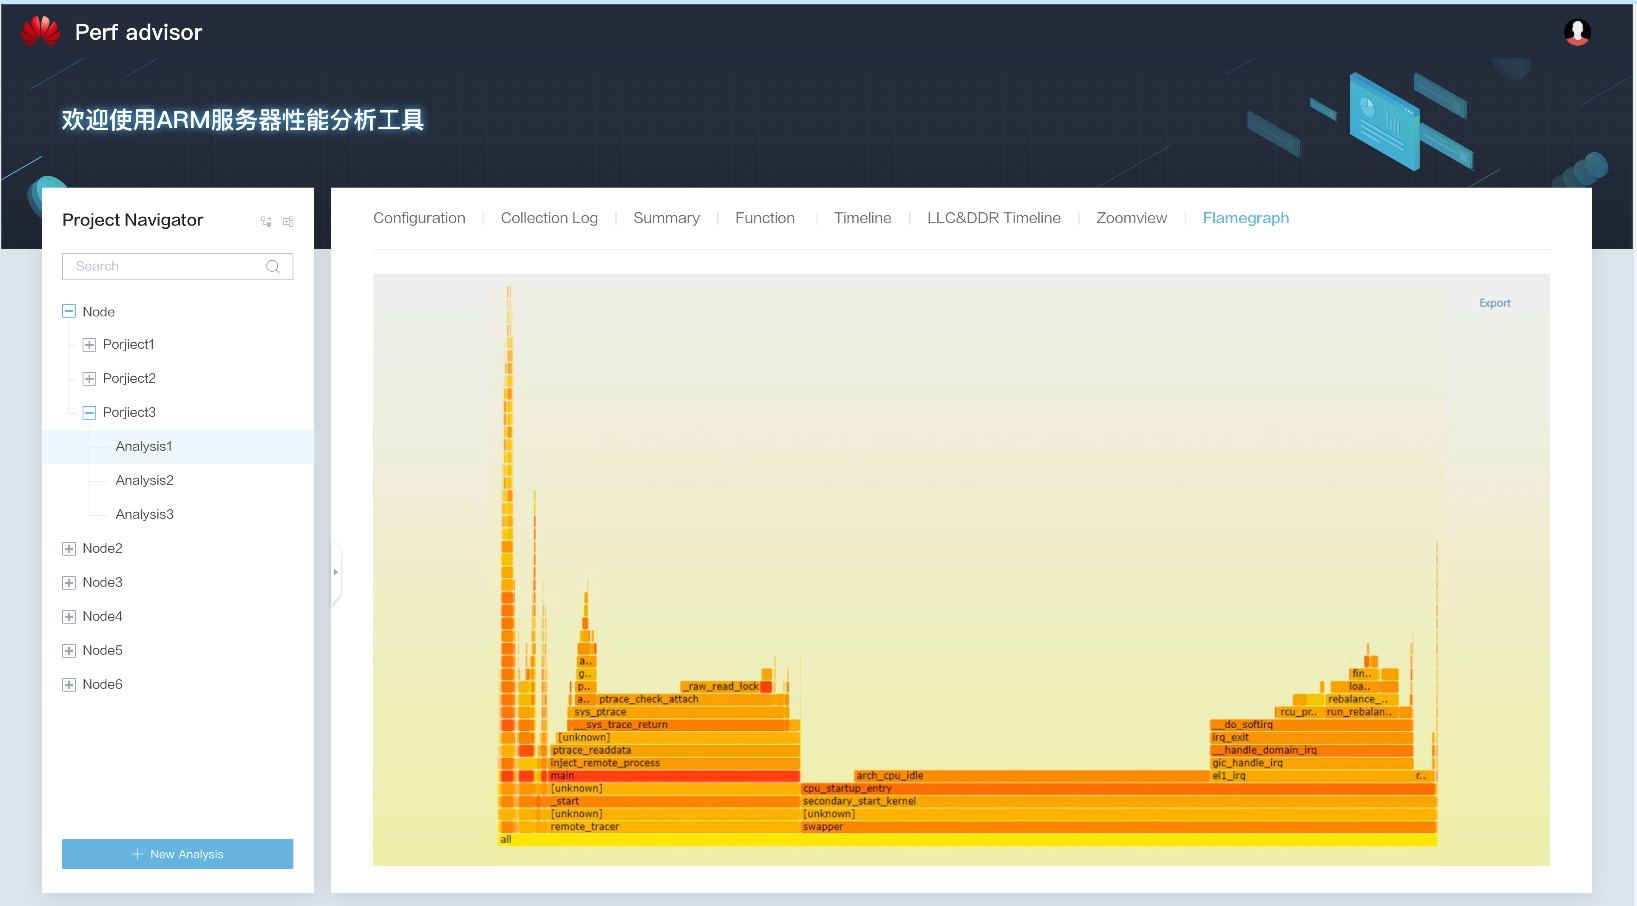 Perf advisor
欢迎使用ARM服务器性能分析工具
Project Navigator
Search
Node
Porjiect1
Porjiect2
Porjiect3
Analysis1
Analysis2
Analysis3
Node2
Node3
Node4
Node5
Node6
New Analysis
Configuration
Collection Log
Summary
Function
Timeline
LLC&DDR Timeline
Zoomview
Flamegraph
Export
a..
g..
p..
_raw_read_lock
a..
ptrace_check_attach
sys_ptrace
__sys_trace_return
[unknown]
ptrace_readdata
inject_remote_process
main
[unknown]
_start
[unknown]
remote_tracer
all
arch_cpu_idle
cpu_startup_entry
secondary_start_kernel
[unknown]
swapper
fin..
loa..
rebalance_..
rcu_pr..
run_rebalan..
__do_softirq
irq_exit
__handle_domain_irq
gic_handle_irq
el1_irq
r..